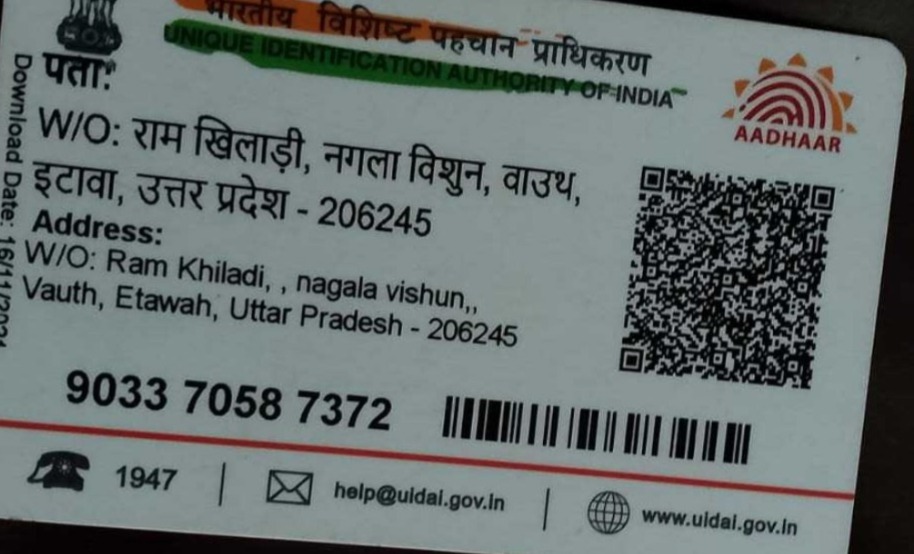 भारतीय विशिष्ट पहचान प्राधिकरण
UNIQUE IDENTIFICATION AUTHORITY OF INDIA
AADHAAR
पता:
W/O: राम खिलाड़ी, नगला विशुन, वाउथ,
इटावा, उत्तर प्रदेश - 206245
Address:
W/O: Ram Khiladi, , nagala vishun,,
Vauth, Etawah, Uttar Pradesh - 206245
9033 7058 7372
1947
help@uidai.gov.in
www.uidai.gov.in
Download Date: